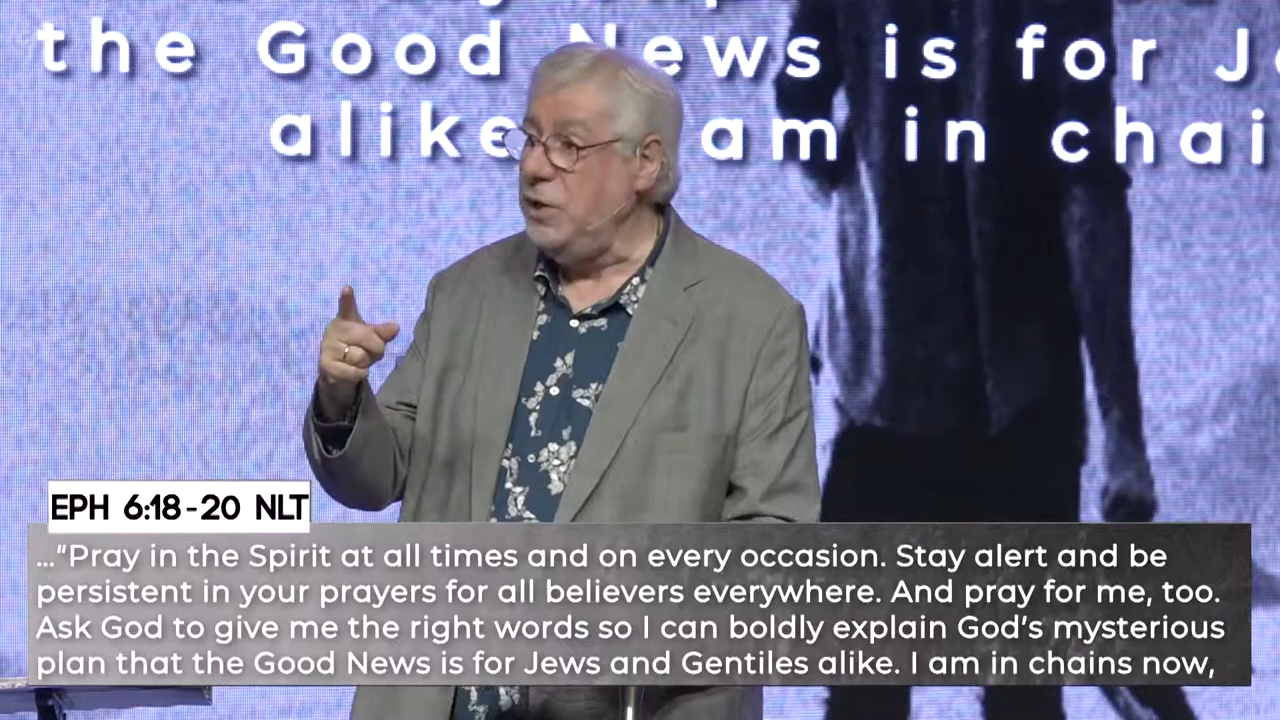 the Good News is for J
alike am in chai
EPH 6:18-20 NLT
..."Pray in the Spirit at all times and on every occasion. Stay alert and be
persistent in your prayers for all believers everywhere. And pray for me, too.
Ask God to give me the right words so I can boldly explain God's mysterious
plan that the Good News is for Jews and Gentiles alike. I am in chains now,